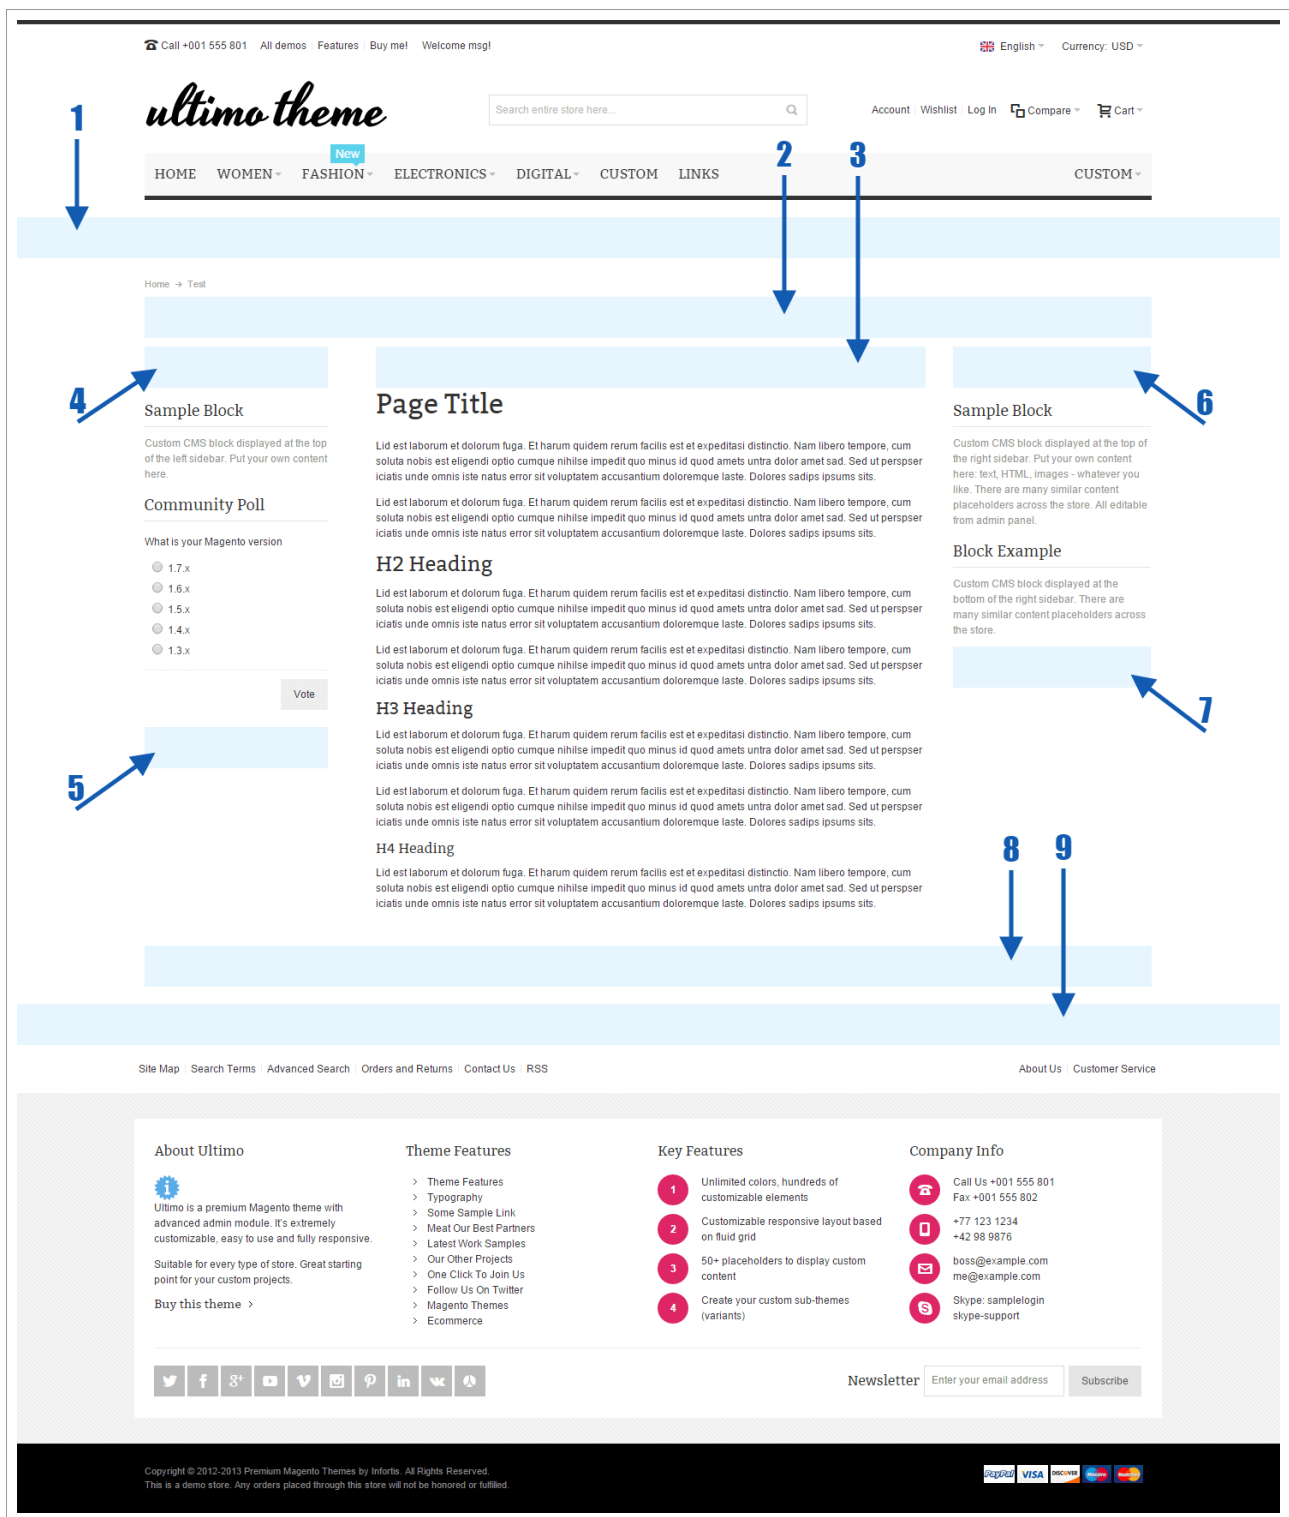 Call +001 555 801 All demos Features Buy me! Welcome msg!
English Currency: USD
ultimo theme
Search entire store here...
Account Wishlist Log In Compare Cart
1
2
3
New
HOME WOMEN FASHION ELECTRONICS DIGITAL CUSTOM LINKS CUSTOM
Home → Test
4
6
Sample Block
Custom CMS block displayed at the top
of the left sidebar. Put your own content
here.
Community Poll
What is your Magento version
1.7.x
1.6.x
1.5.x
1.4.x
1.3.x
Vote
5
Page Title
Lid est laborum et dolorum fuga. Et harum quidem rerum facilis est et expeditasi distinctio. Nam libero tempore, cum
soluta nobis est eligendi optio cumque nihilse impedit quo minus id quod amets untra dolor amet sad. Sed ut perspser
iciatis unde omnis iste natus error sit voluptatem accusantium doloremque laste. Dolores sadips ipsums sits.
Lid est laborum et dolorum fuga. Et harum quidem rerum facilis est et expeditasi distinctio. Nam libero tempore, cum
soluta nobis est eligendi optio cumque nihilse impedit quo minus id quod amets untra dolor amet sad. Sed ut perspser
iciatis unde omnis iste natus error sit voluptatem accusantium doloremque laste. Dolores sadips ipsums sits.
H2 Heading
Lid est laborum et dolorum fuga. Et harum quidem rerum facilis est et expeditasi distinctio. Nam libero tempore, cum
soluta nobis est eligendi optio cumque nihilse impedit quo minus id quod amets untra dolor amet sad. Sed ut perspser
iciatis unde omnis iste natus error sit voluptatem accusantium doloremque laste. Dolores sadips ipsums sits.
Lid est laborum et dolorum fuga. Et harum quidem rerum facilis est et expeditasi distinctio. Nam libero tempore, cum
soluta nobis est eligendi optio cumque nihilse impedit quo minus id quod amets untra dolor amet sad. Sed ut perspser
iciatis unde omnis iste natus error sit voluptatem accusantium doloremque laste. Dolores sadips ipsums sits.
H3 Heading
Lid est laborum et dolorum fuga. Et harum quidem rerum facilis est et expeditasi distinctio. Nam libero tempore, cum
soluta nobis est eligendi optio cumque nihilse impedit quo minus id quod amets untra dolor amet sad. Sed ut perspser
iciatis unde omnis iste natus error sit voluptatem accusantium doloremque laste. Dolores sadips ipsums sits.
Lid est laborum et dolorum fuga. Et harum quidem rerum facilis est et expeditasi distinctio. Nam libero tempore, cum
soluta nobis est eligendi optio cumque nihilse impedit quo minus id quod amets untra dolor amet sad. Sed ut perspser
iciatis unde omnis iste natus error sit voluptatem accusantium doloremque laste. Dolores sadips ipsums sits.
H4 Heading
Lid est laborum et dolorum fuga. Et harum quidem rerum facilis est et expeditasi distinctio. Nam libero tempore, cum
soluta nobis est eligendi optio cumque nihilse impedit quo minus id quod amets untra dolor amet sad. Sed ut perspser
iciatis unde omnis iste natus error sit voluptatem accusantium doloremque laste. Dolores sadips ipsums sits.
Sample Block
Custom CMS block displayed at the top of
the right sidebar. Put your own content
here: text, HTML, images - whatever you
like. There are many similar content
placeholders across the store. All editable
from admin panel.
Block Example
Custom CMS block displayed at the
bottom of the right sidebar. There are
many similar content placeholders across
the store.
7
8
9
Site Map Search Terms Advanced Search Orders and Returns Contact Us RSS About Us Customer Service
About Ultimo
Ultimo is a premium Magento theme with
advanced admin module. It's extremely
customizable, easy to use and fully responsive.
Suitable for every type of store. Great starting
point for your custom projects.
Buy this theme >
Theme Features
> Theme Features
> Typography
> Some Sample Link
> Meat Our Best Partners
> Latest Work Samples
> Our Other Projects
> One Click To Join Us
> Follow Us On Twitter
> Magento Themes
> Ecommerce
Key Features
1 Unlimited colors, hundreds of
customizable elements
2 Customizable responsive layout based
on fluid grid
3 50+ placeholders to display custom
content
4 Create your custom sub-themes
(variants)
Company Info
Call Us +001 555 801
Fax +001 555 802
+77 123 1234
+42 98 9876
boss@example.com
me@example.com
Skype: samplelogin
skype-support
Newsletter Enter your email address Subscribe
Copyright © 2012-2013 Premium Magento Themes by Infortis. All Rights Reserved.
This is a demo store. Any orders placed through this store will not be honored or fulfilled.
PayPal VISA DISCOVER Maestro MasterCard